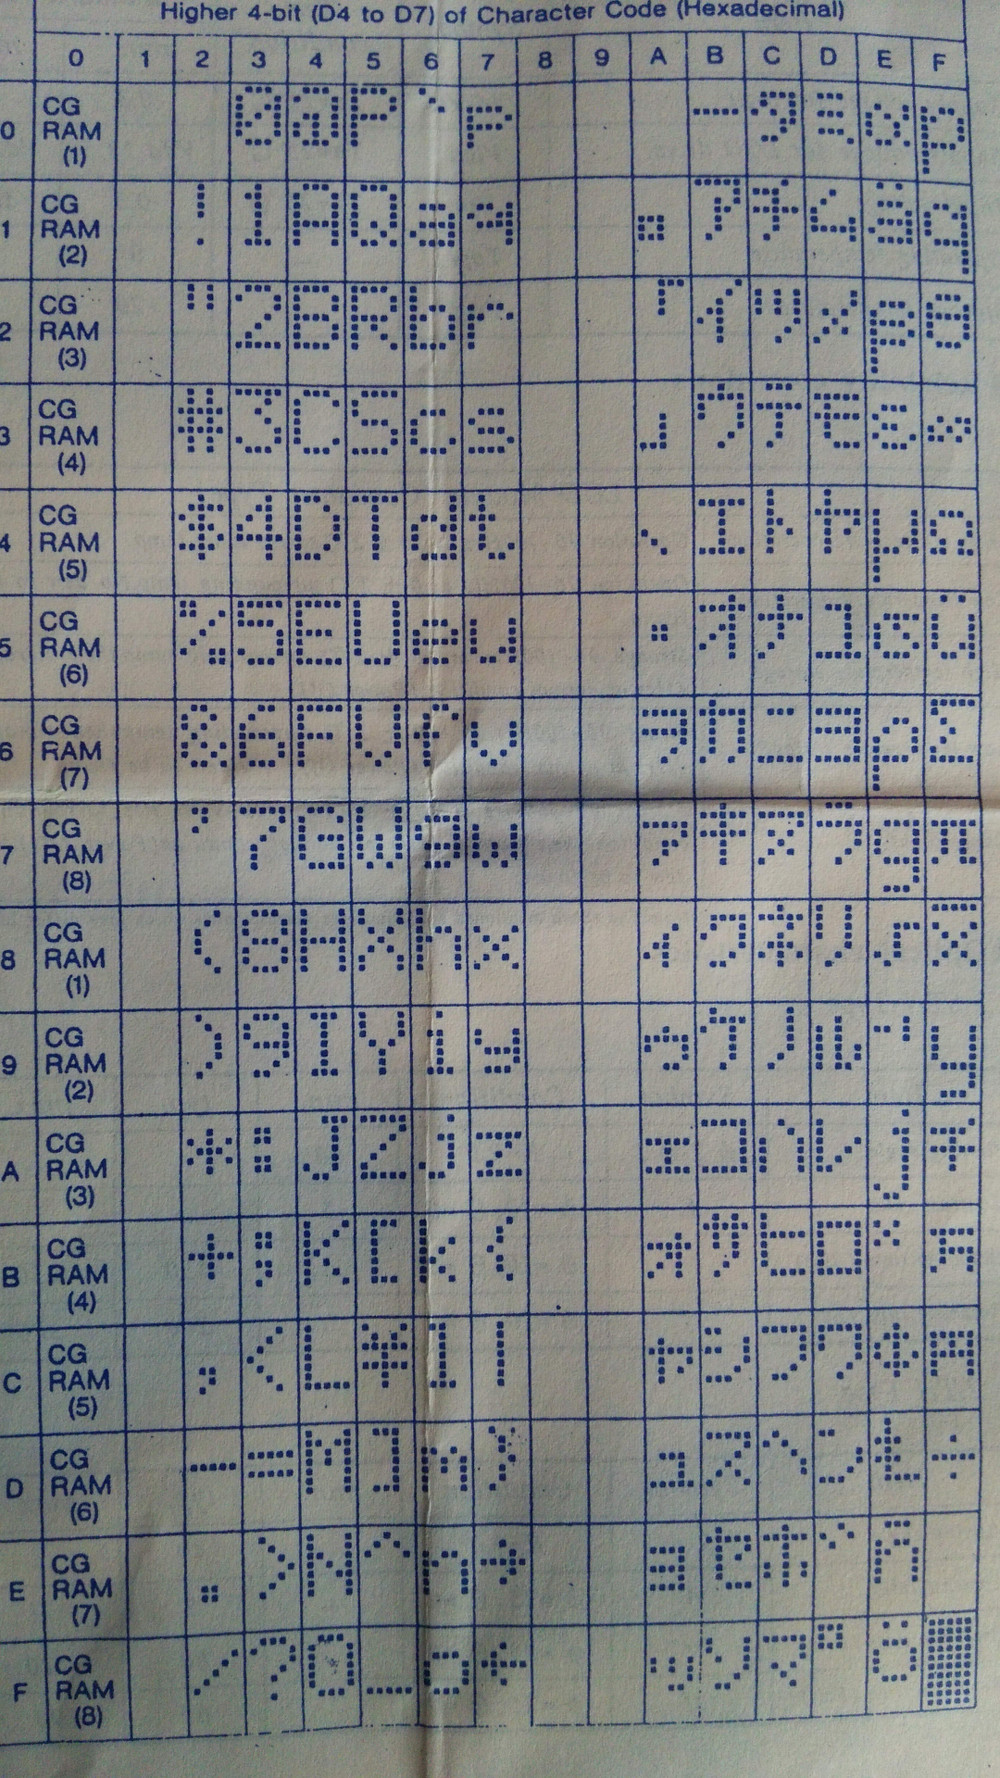 Higher 4-bit (D4 to D7) of Character Code (Hexadecimal)
0 1 2 3 4 5 6 7 8 9 A B C D E F
0 CG RAM (1) 0 @ P ` ー タ ミ α p
1 CG RAM (2) ! 1 A Q a q 。 ア チ ム ä q
2 CG RAM (3) " 2 B R b r 「 イ ツ メ β θ
3 CG RAM (4) # 3 C S c s 」 ウ テ モ ε ∞
4 CG RAM (5) $ 4 D T d t 、 エ ト ヤ μ Ω
5 CG RAM (6) % 5 E U e u ・ オ ナ ユ σ ü
6 CG RAM (7) & 6 F V f v ヲ カ ニ ヨ ρ Σ
7 CG RAM (8) ' 7 G W g w ァ キ ヌ ラ g π
8 CG RAM (1) ( 8 H X h x ィ ク ネ リ √ x̄
9 CG RAM (2) ) 9 I Y i y ゥ ケ ノ ル ⁻¹ y
A CG RAM (3) * : J Z j z ェ コ ハ レ j 千
B CG RAM (4) + ; K [ k { ォ サ ヒ ロ ˣ 万
C CG RAM (5) , < L ¥ l | ャ シ フ ワ ¢ 円
D CG RAM (6) - = M ] m } ュ ス ヘ ン £ ÷
E CG RAM (7) . > N ^ n → ョ セ ホ ゛ ñ
F CG RAM (8) / ? O _ o ← ッ ソ マ ゜ ö █